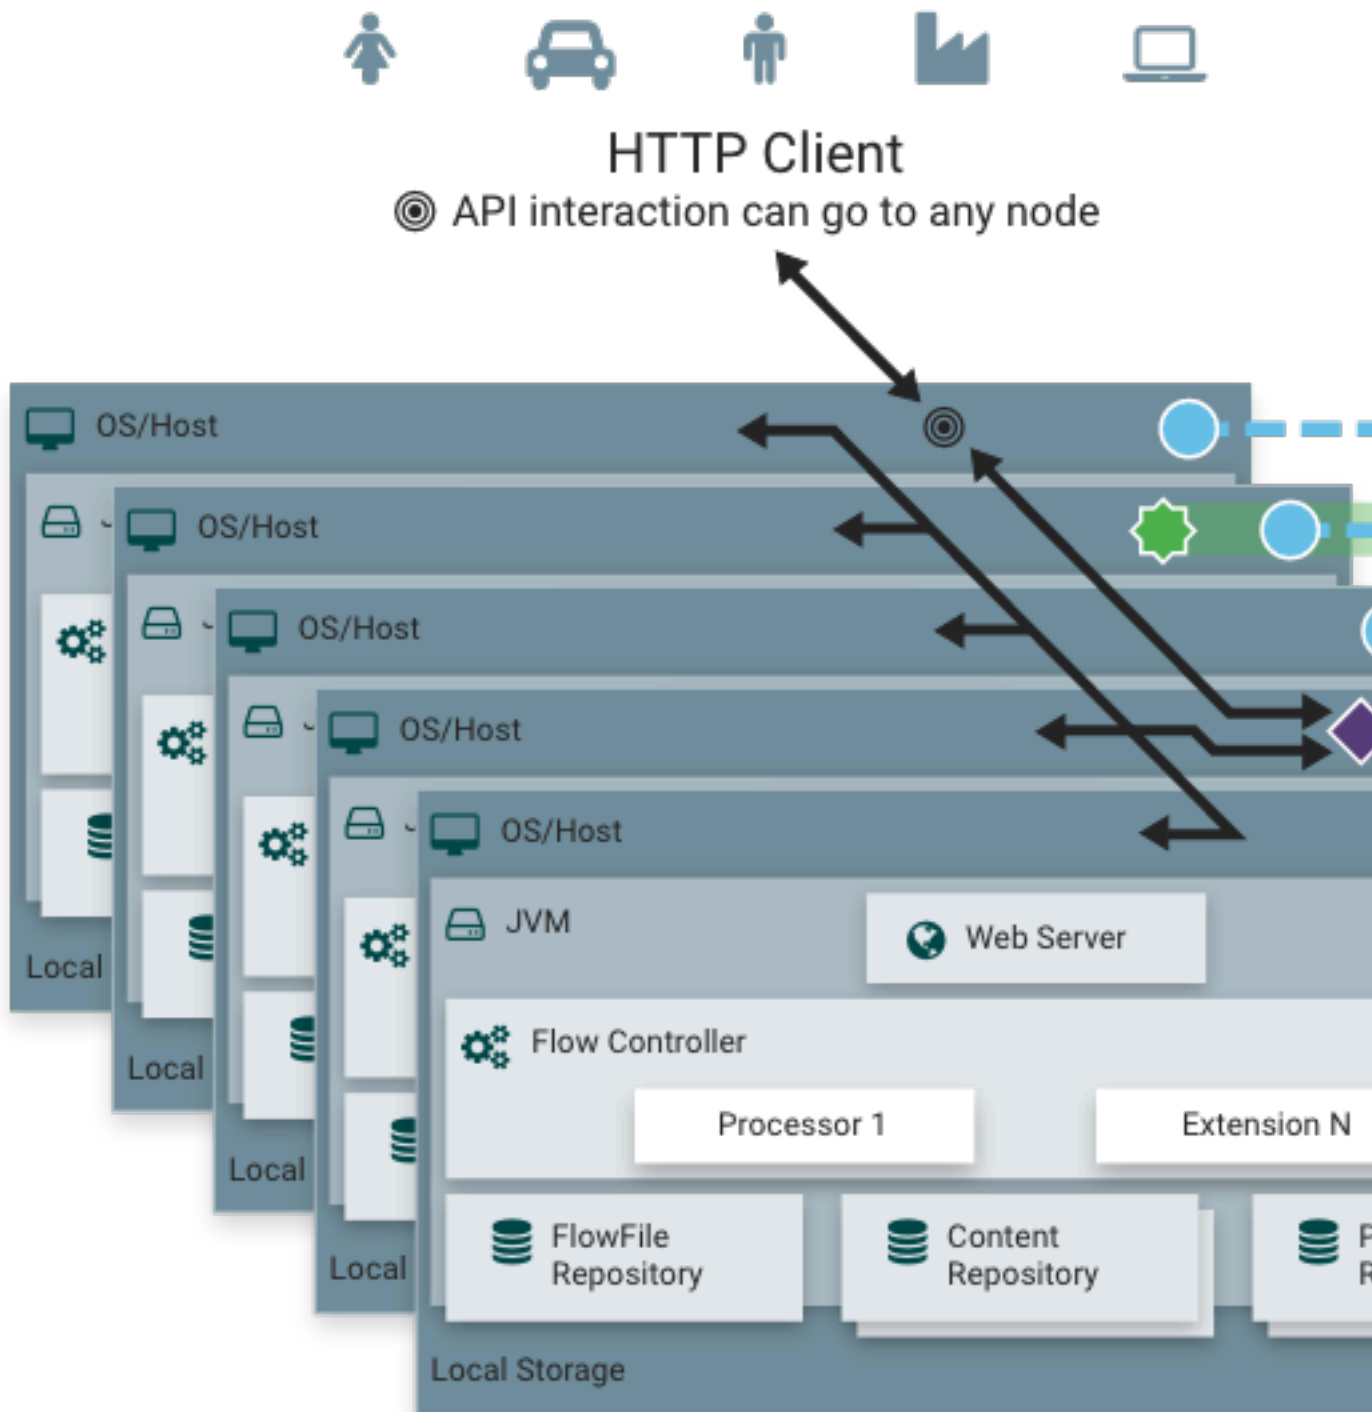 HTTP Client
API interaction can go to any node
OS/Host
OS/Host
OS/Host
OS/Host
OS/Host
JVM
Web Server
Flow Controller
Processor 1
Extension N
FlowFile
Repository
Content
Repository
P
R
Local
Local
Local
Local
Local Storage